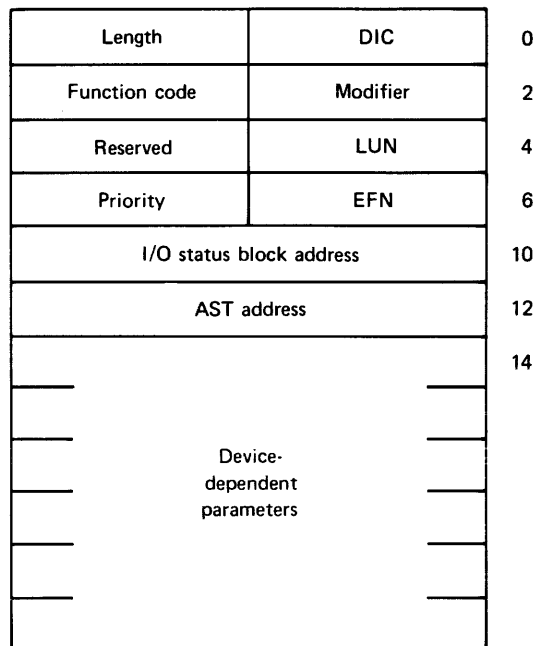 Length DIC 0
Function code Modifier 2
Reserved LUN 4
Priority EFN 6
I/O status block address 10
AST address 12
14
Device-
dependent
parameters